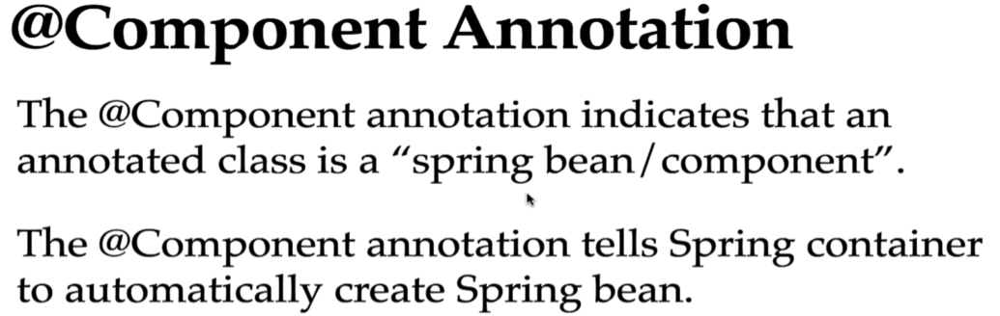 @Component Annotation
The @Component annotation indicates that an
annotated class is a “spring bean/component”.
The @Component annotation tells Spring container
to automatically create Spring bean.